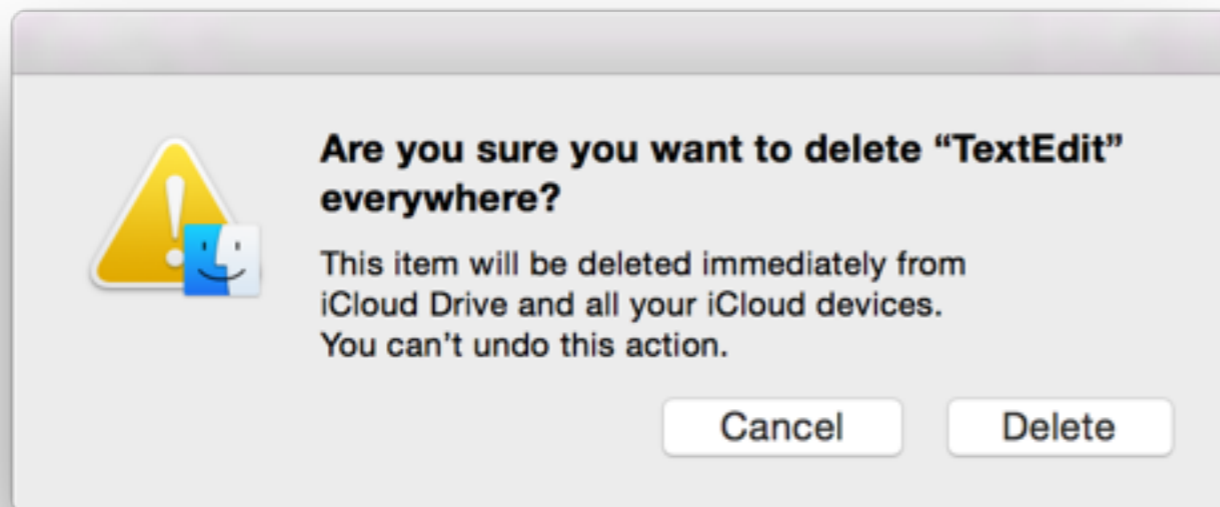 Are you sure you want to delete “TextEdit”
everywhere?
This item will be deleted immediately from
iCloud Drive and all your iCloud devices.
You can’t undo this action.
Cancel Delete